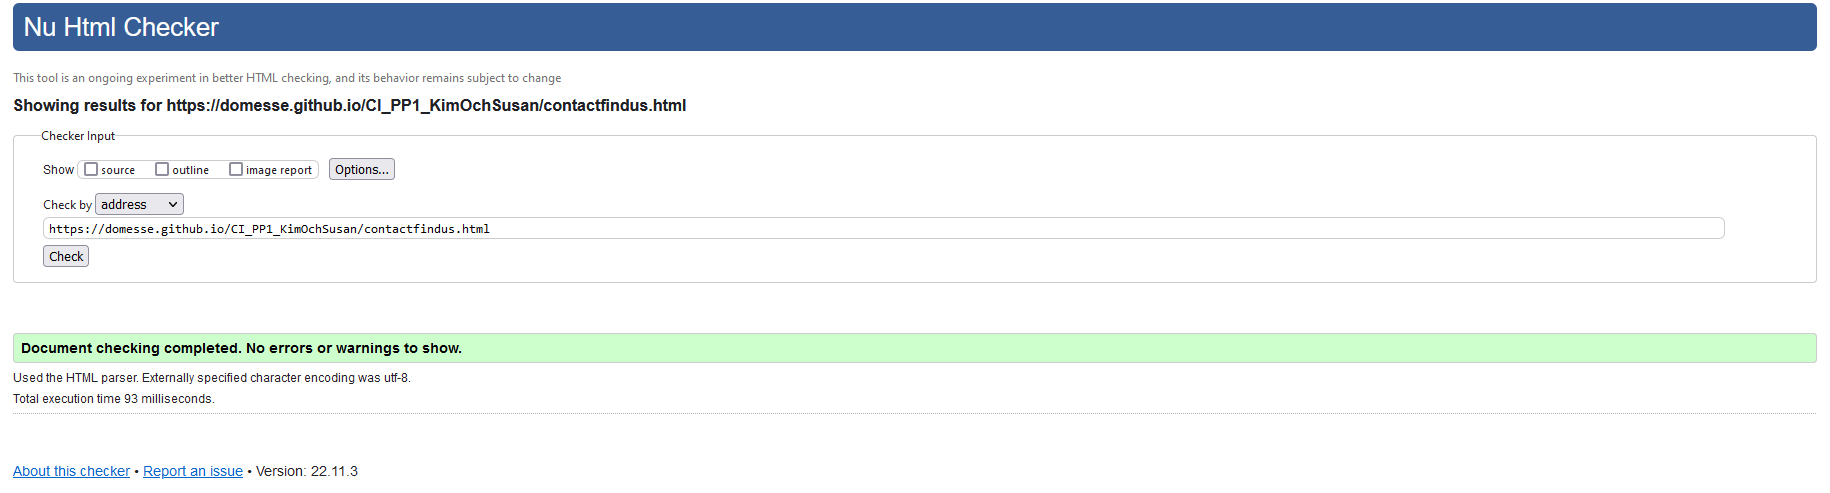 Nu Html Checker
This tool is an ongoing experiment in better HTML checking, and its behavior remains subject to change
Showing results for https://domesse.github.io/CI_PP1_KimOchSusan/contactfindus.html
Checker Input
Show source outline image report Options...
Check by address
https://domesse.github.io/CI_PP1_KimOchSusan/contactfindus.html
Check
Document checking completed. No errors or warnings to show.
Used the HTML parser. Externally specified character encoding was utf-8.
Total execution time 93 milliseconds.
About this checker • Report an issue • Version: 22.11.3